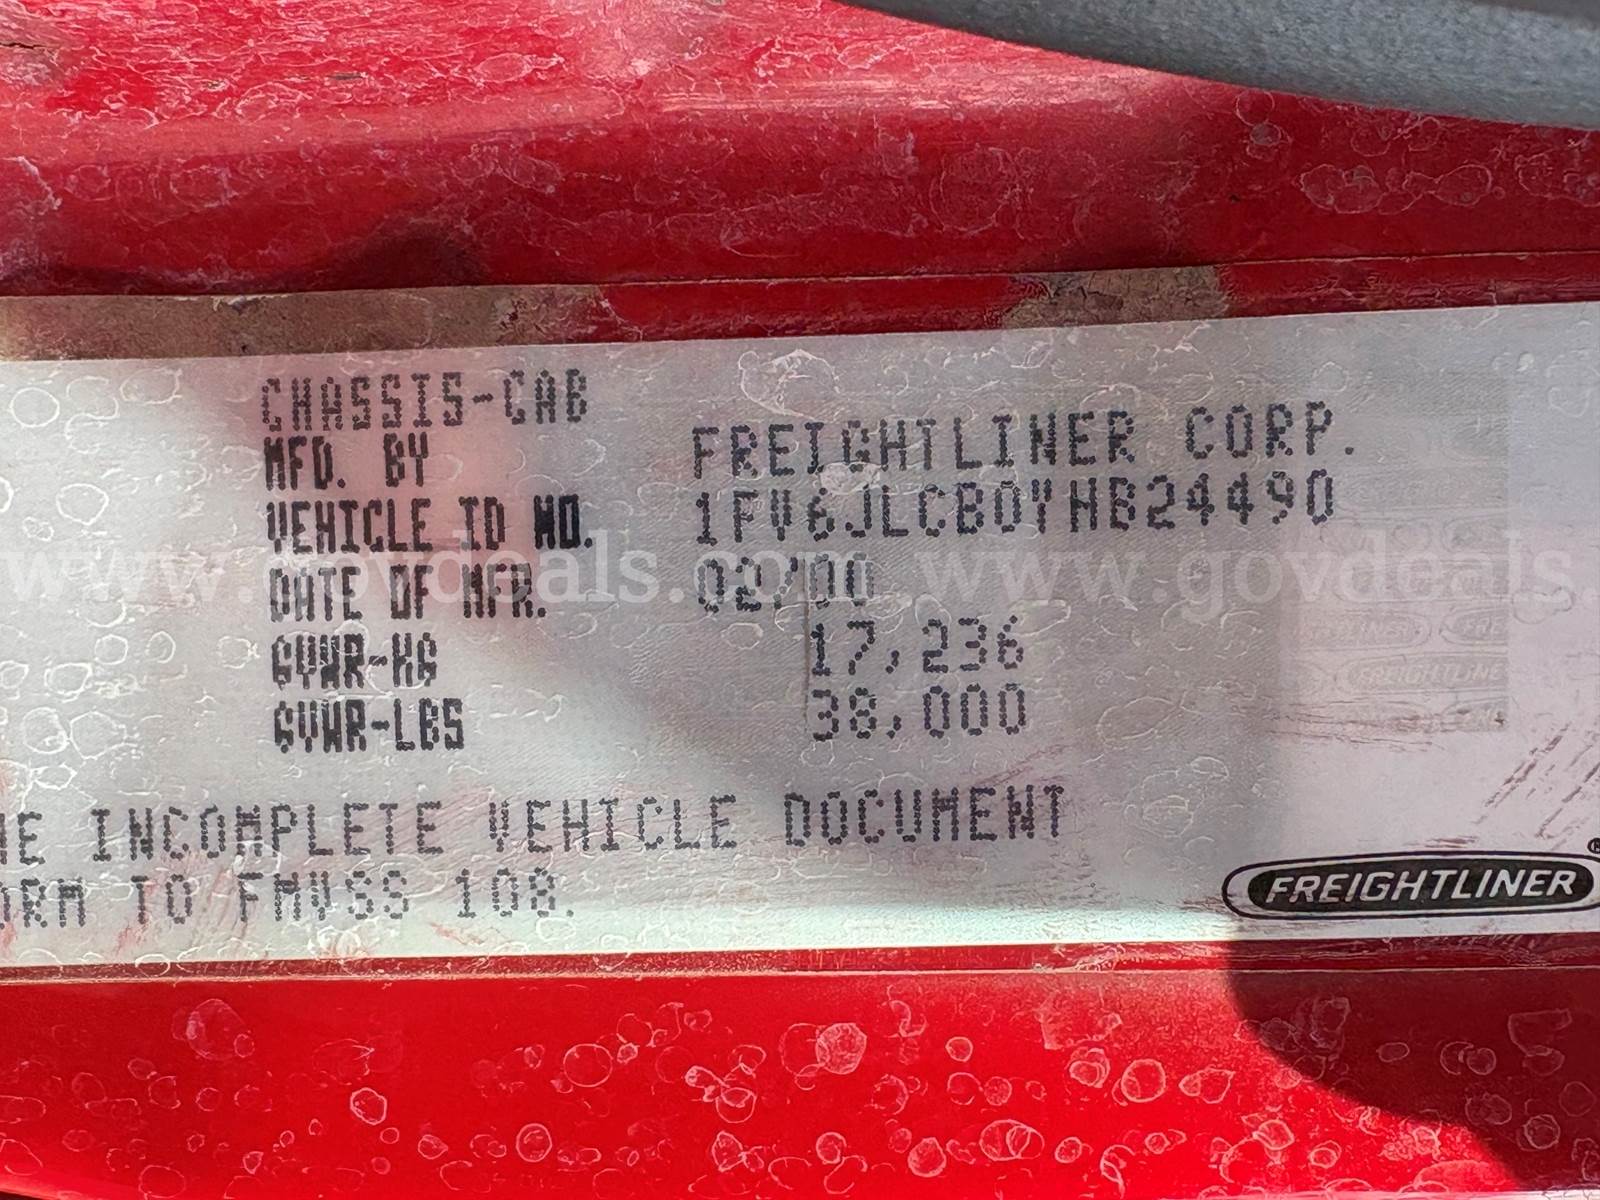 CHASSIS-CAB
MFD. BY FREIGHTLINER CORP.
VEHICLE ID NO. 1FV6JLCB0YHB24490
www.govdeals.com www.govdeals.
DATE OF MFR. 02/00
GVWR-KG 17,236
GVWR-LBS 38,000
INCOMPLETE VEHICLE DOCUMENT
TO FMVSS 108.
FREIGHTLINER